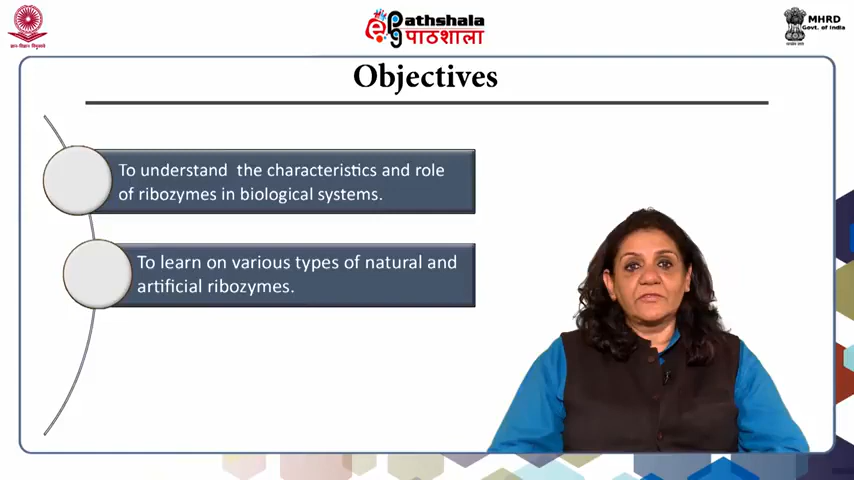 ePathshala
पाठशाला
MHRD
Govt. of India
Objectives
To understand the characteristics and role
of ribozymes in biological systems.
To learn on various types of natural and
artificial ribozymes.